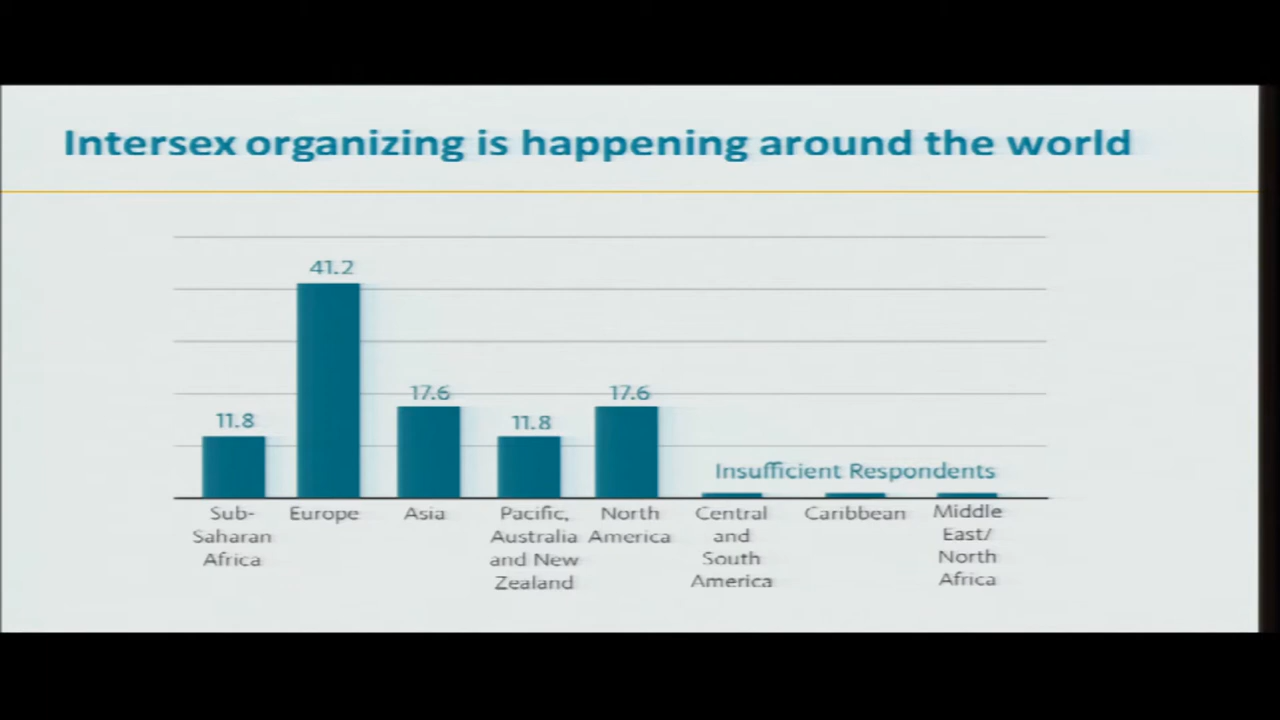 Intersex organizing is happening around the world
41.2
17.6
17.6
11.8
11.8
Insufficient Respondents
Sub-
Saharan
Africa
Europe
Asia
Pacific,
Australia
and New
Zealand
North
America
Central
and
South
America
Caribbean
Middle
East/
North
Africa